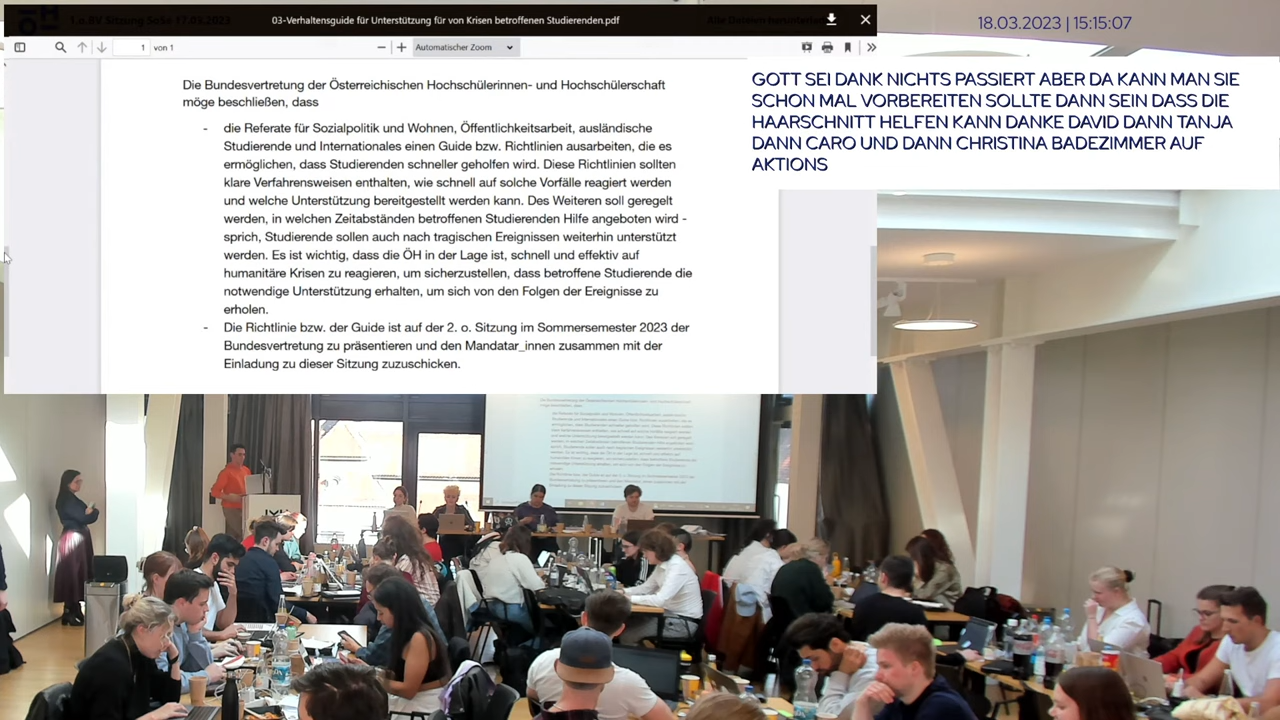 1.o.BV Sitzung SoSe 17.03.2023
03-Verhaltensguide für Unterstützung für von Krisen betroffenen Studierenden.pdf
18.03.2023 | 15:15:07
1 von 1
Automatischer Zoom
Die Bundesvertretung der Österreichischen Hochschülerinnen- und Hochschülerschaft
möge beschließen, dass
- die Referate für Sozialpolitik und Wohnen, Öffentlichkeitsarbeit, ausländische
Studierende und Internationales einen Guide bzw. Richtlinien ausarbeiten, die es
ermöglichen, dass Studierenden schneller geholfen wird. Diese Richtlinien sollten
klare Verfahrensweisen enthalten, wie schnell auf solche Vorfälle reagiert werden
und welche Unterstützung bereitgestellt werden kann. Des Weiteren soll geregelt
werden, in welchen Zeitabständen betroffenen Studierenden Hilfe angeboten wird -
sprich, Studierende sollen auch nach tragischen Ereignissen weiterhin unterstützt
werden. Es ist wichtig, dass die ÖH in der Lage ist, schnell und effektiv auf
humanitäre Krisen zu reagieren, um sicherzustellen, dass betroffene Studierende die
notwendige Unterstützung erhalten, um sich von den Folgen der Ereignisse zu
erholen.
- Die Richtlinie bzw. der Guide ist auf der 2. o. Sitzung im Sommersemester 2023 der
Bundesvertretung zu präsentieren und den Mandatar_innen zusammen mit der
Einladung zu dieser Sitzung zuzuschicken.
GOTT SEI DANK NICHTS PASSIERT ABER DA KANN MAN SIE
SCHON MAL VORBEREITEN SOLLTE DANN SEIN DASS DIE
HAARSCHNITT HELFEN KANN DANKE DAVID DANN TANJA
DANN CARO UND DANN CHRISTINA BADEZIMMER AUF
AKTIONS